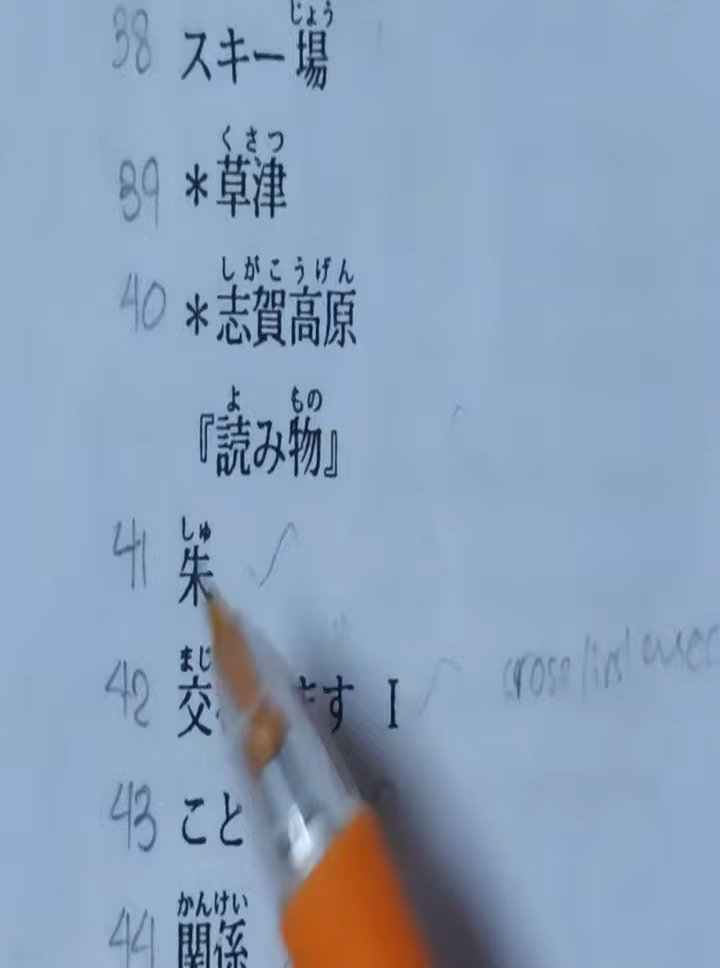 38 スキー場
じょう
39 *草津
くさつ
40 *志賀高原
しがこうげん
『読み物』
よ もの
41 朱
しゅ
42 交 ます I
まじ
cross/
43 こと
44 関係
かんけい